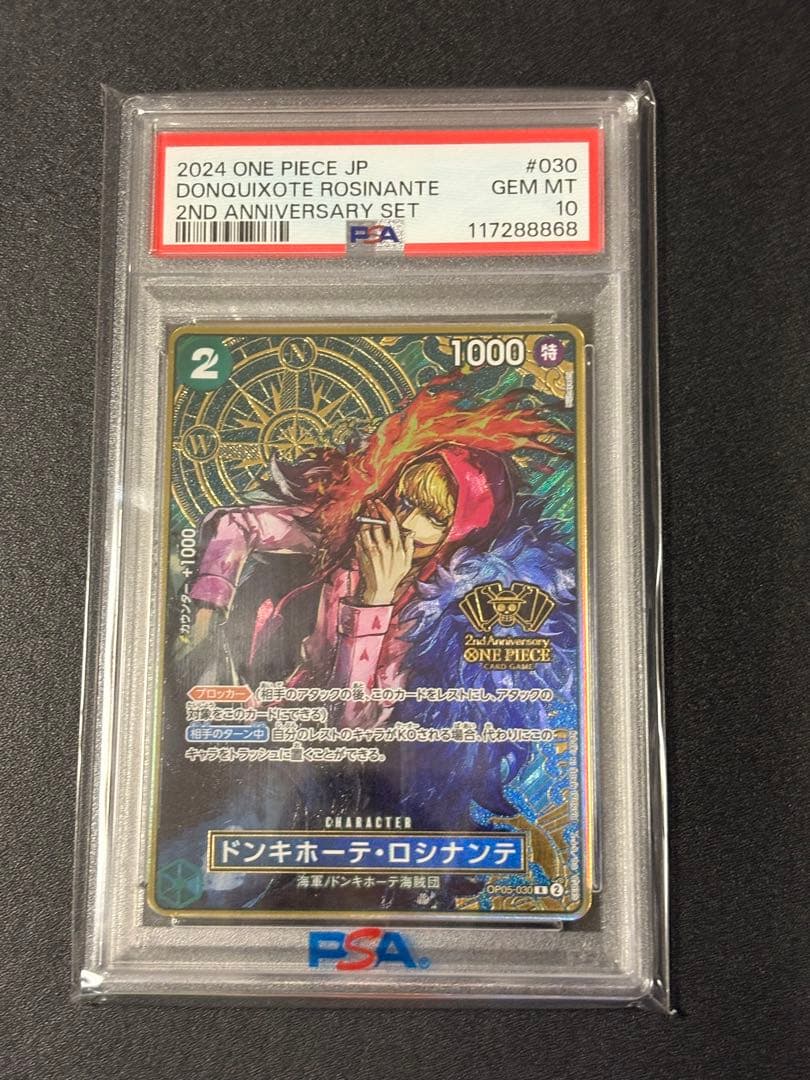 2024 ONE PIECE JP #030
DONQUIXOTE ROSINANTE GEM MT
2ND ANNIVERSARY SET 10
PSA 117288868
2 1000 特
N
W
カウンター +1000
2nd Anniversary
ONE PIECE
CARD GAME
ブロッカー (相手のアタックの後、このカードをレストにし、アタックの
対象をこのカードにできる)
相手のターン中 自分のレストのキャラがKOされる場合、代わりにこの
キャラをトラッシュに置くことができる。
CHARACTER
ドンキホーテ・ロシナンテ
海軍/ドンキホーテ海賊団
OP05-030 R 2
PSA